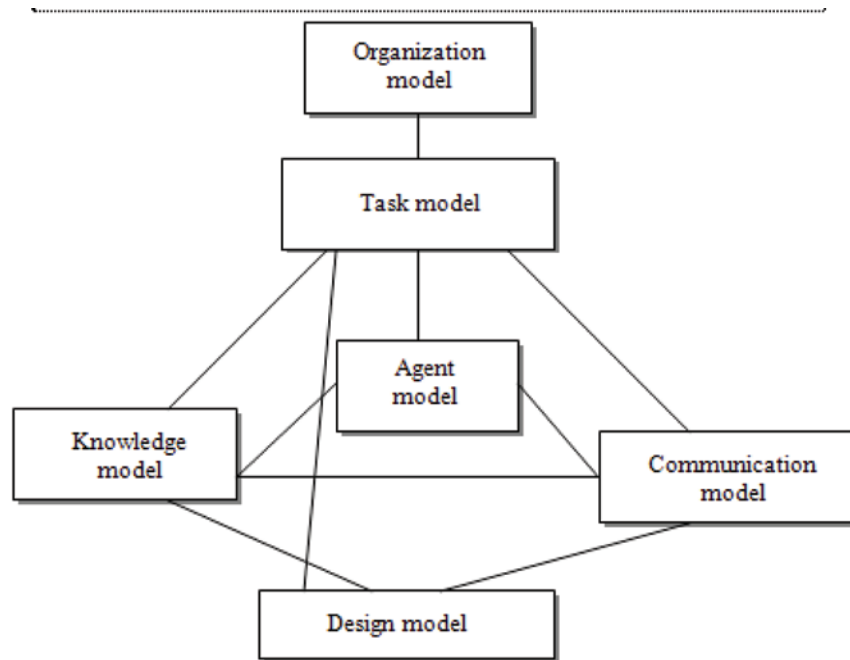 Organization
model
Task model
Agent
model
Knowledge
model
Communication
model
Design model